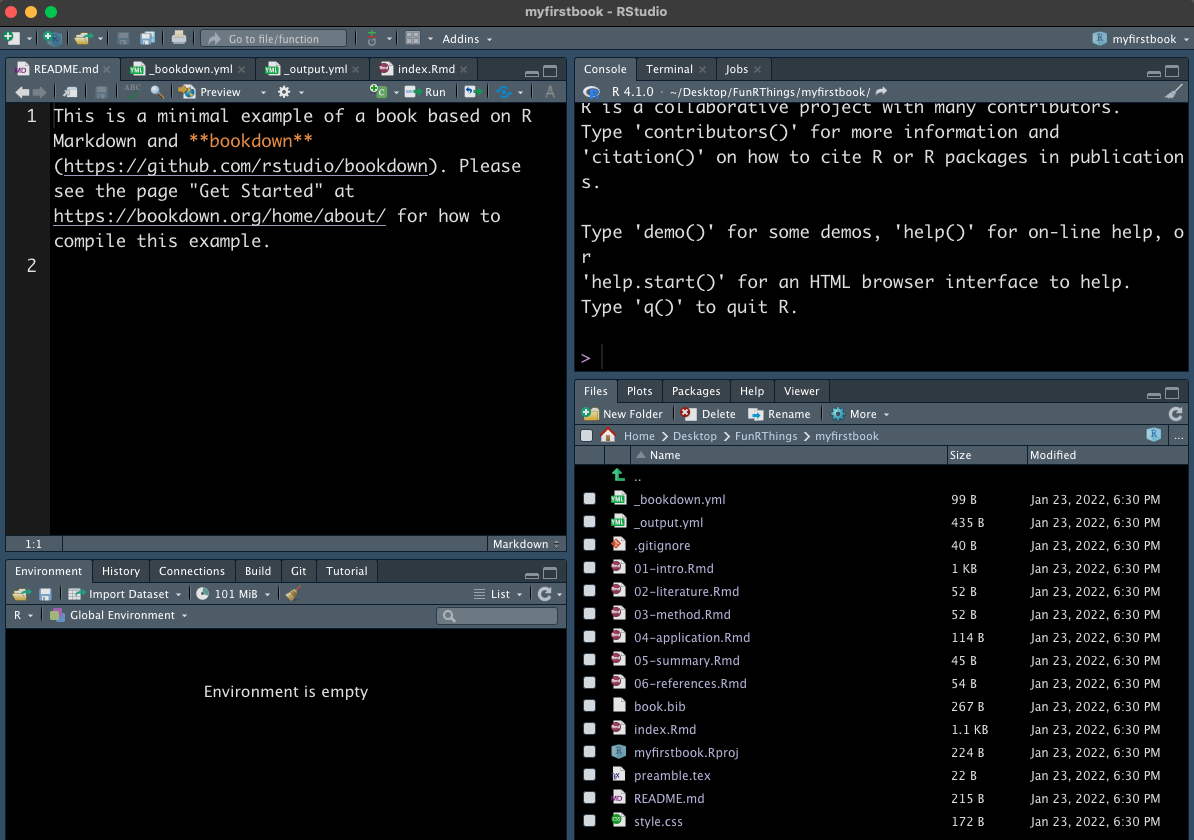 myfirstbook - RStudio
Go to file/function
Addins
myfirstbook
README.md
_bookdown.yml
_output.yml
index.Rmd
ABC
Preview
Run
1
This is a minimal example of a book based on R
Markdown and **bookdown**
(https://github.com/rstudio/bookdown). Please
see the page "Get Started" at
https://bookdown.org/home/about/ for how to
compile this example.
2
1:1
Markdown
Environment
History
Connections
Build
Git
Tutorial
Import Dataset
101 MiB
List
R
Global Environment
Environment is empty
Console
Terminal
Jobs
R 4.1.0 · ~/Desktop/FunRThings/myfirstbook/
R is a collaborative project with many contributors.
Type 'contributors()' for more information and
'citation()' on how to cite R or R packages in publication
s.
Type 'demo()' for some demos, 'help()' for on-line help, o
r
'help.start()' for an HTML browser interface to help.
Type 'q()' to quit R.
>
Files
Plots
Packages
Help
Viewer
New Folder
Delete
Rename
More
Home
Desktop
FunRThings
myfirstbook
...
Name Size Modified
..
_bookdown.yml 99 B Jan 23, 2022, 6:30 PM
_output.yml 435 B Jan 23, 2022, 6:30 PM
.gitignore 40 B Jan 23, 2022, 6:30 PM
01-intro.Rmd 1 KB Jan 23, 2022, 6:30 PM
02-literature.Rmd 52 B Jan 23, 2022, 6:30 PM
03-method.Rmd 52 B Jan 23, 2022, 6:30 PM
04-application.Rmd 114 B Jan 23, 2022, 6:30 PM
05-summary.Rmd 45 B Jan 23, 2022, 6:30 PM
06-references.Rmd 54 B Jan 23, 2022, 6:30 PM
book.bib 267 B Jan 23, 2022, 6:30 PM
index.Rmd 1.1 KB Jan 23, 2022, 6:30 PM
myfirstbook.Rproj 224 B Jan 23, 2022, 6:30 PM
preamble.tex 22 B Jan 23, 2022, 6:30 PM
README.md 215 B Jan 23, 2022, 6:30 PM
style.css 172 B Jan 23, 2022, 6:30 PM